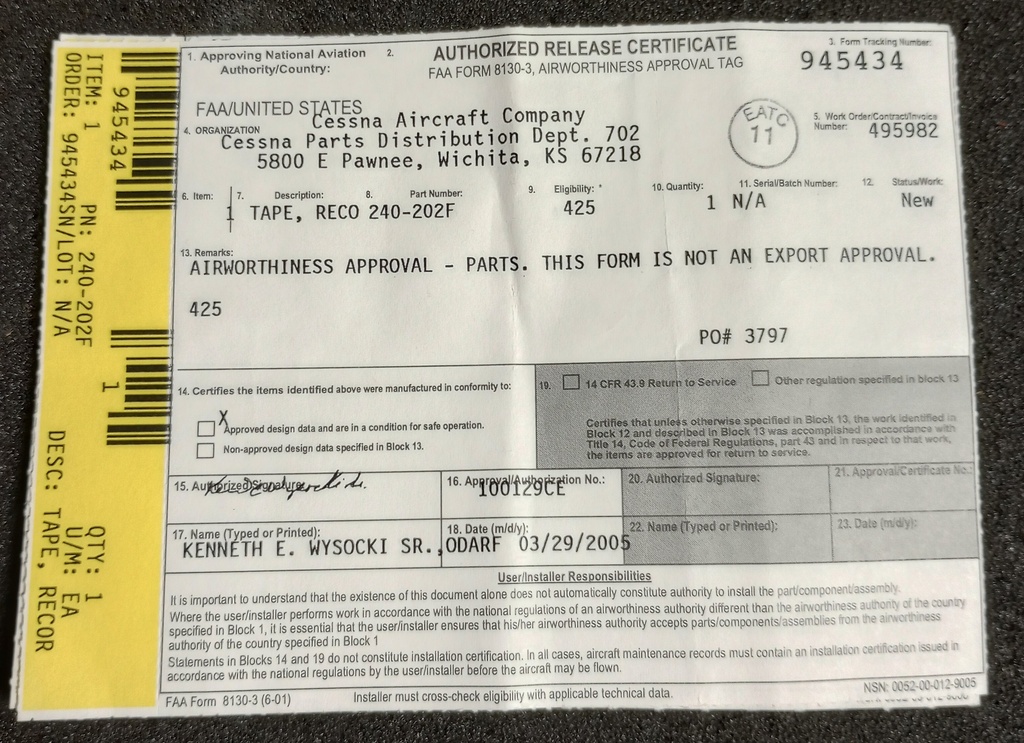 ITEM: 1 PN: 240-202F QTY: 1
ORDER: 945434SN/LOT: N/A U/M: EA
DESC: TAPE, RECOR
945434
1
1. Approving National Aviation
Authority/Country:
2.
AUTHORIZED RELEASE CERTIFICATE
FAA FORM 8130-3, AIRWORTHINESS APPROVAL TAG
3. Form Tracking Number:
945434
FAA/UNITED STATES
4. ORGANIZATION
Cessna Aircraft Company
Cessna Parts Distribution Dept. 702
5800 E Pawnee, Wichita, KS 67218
EATC
11
5. Work Order/Contract/Invoice
Number: 495982
6. Item: 7. Description: 8. Part Number: 9. Eligibility: * 10. Quantity: 11. Serial/Batch Number: 12. Status/Work:
1 TAPE, RECO 240-202F 425 1 N/A New
13. Remarks:
AIRWORTHINESS APPROVAL - PARTS. THIS FORM IS NOT AN EXPORT APPROVAL.
425
PO# 3797
14. Certifies the items identified above were manufactured in conformity to:
X
Approved design data and are in a condition for safe operation.
Non-approved design data specified in Block 13.
19. 14 CFR 43.9 Return to Service Other regulation specified in block 13
Certifies that unless otherwise specified in Block 13, the work identified in
Block 12 and described in Block 13 was accomplished in accordance with
Title 14, Code of Federal Regulations, part 43 and in respect to that work,
the items are approved for return to service.
15. Authorized Signature:
16. Approval/Authorization No.:
100129CE
20. Authorized Signature:
21. Approval/Certificate No.:
17. Name (Typed or Printed):
KENNETH E. WYSOCKI SR.,ODARF
18. Date (m/d/y):
03/29/2005
22. Name (Typed or Printed):
23. Date (m/d/y):
User/Installer Responsibilities
It is important to understand that the existence of this document alone does not automatically constitute authority to install the part/component/assembly.
Where the user/installer performs work in accordance with the national regulations of an airworthiness authority different than the airworthiness authority of the country
specified in Block 1, it is essential that the user/installer ensures that his/her airworthiness authority accepts parts/components/assemblies from the airworthiness
authority of the country specified in Block 1
Statements in Blocks 14 and 19 do not constitute installation certification. In all cases, aircraft maintenance records must contain an installation certification issued in
accordance with the national regulations by the user/installer before the aircraft may be flown.
FAA Form 8130-3 (6-01)
Installer must cross-check eligibility with applicable technical data.
NSN: 0052-00-012-9005